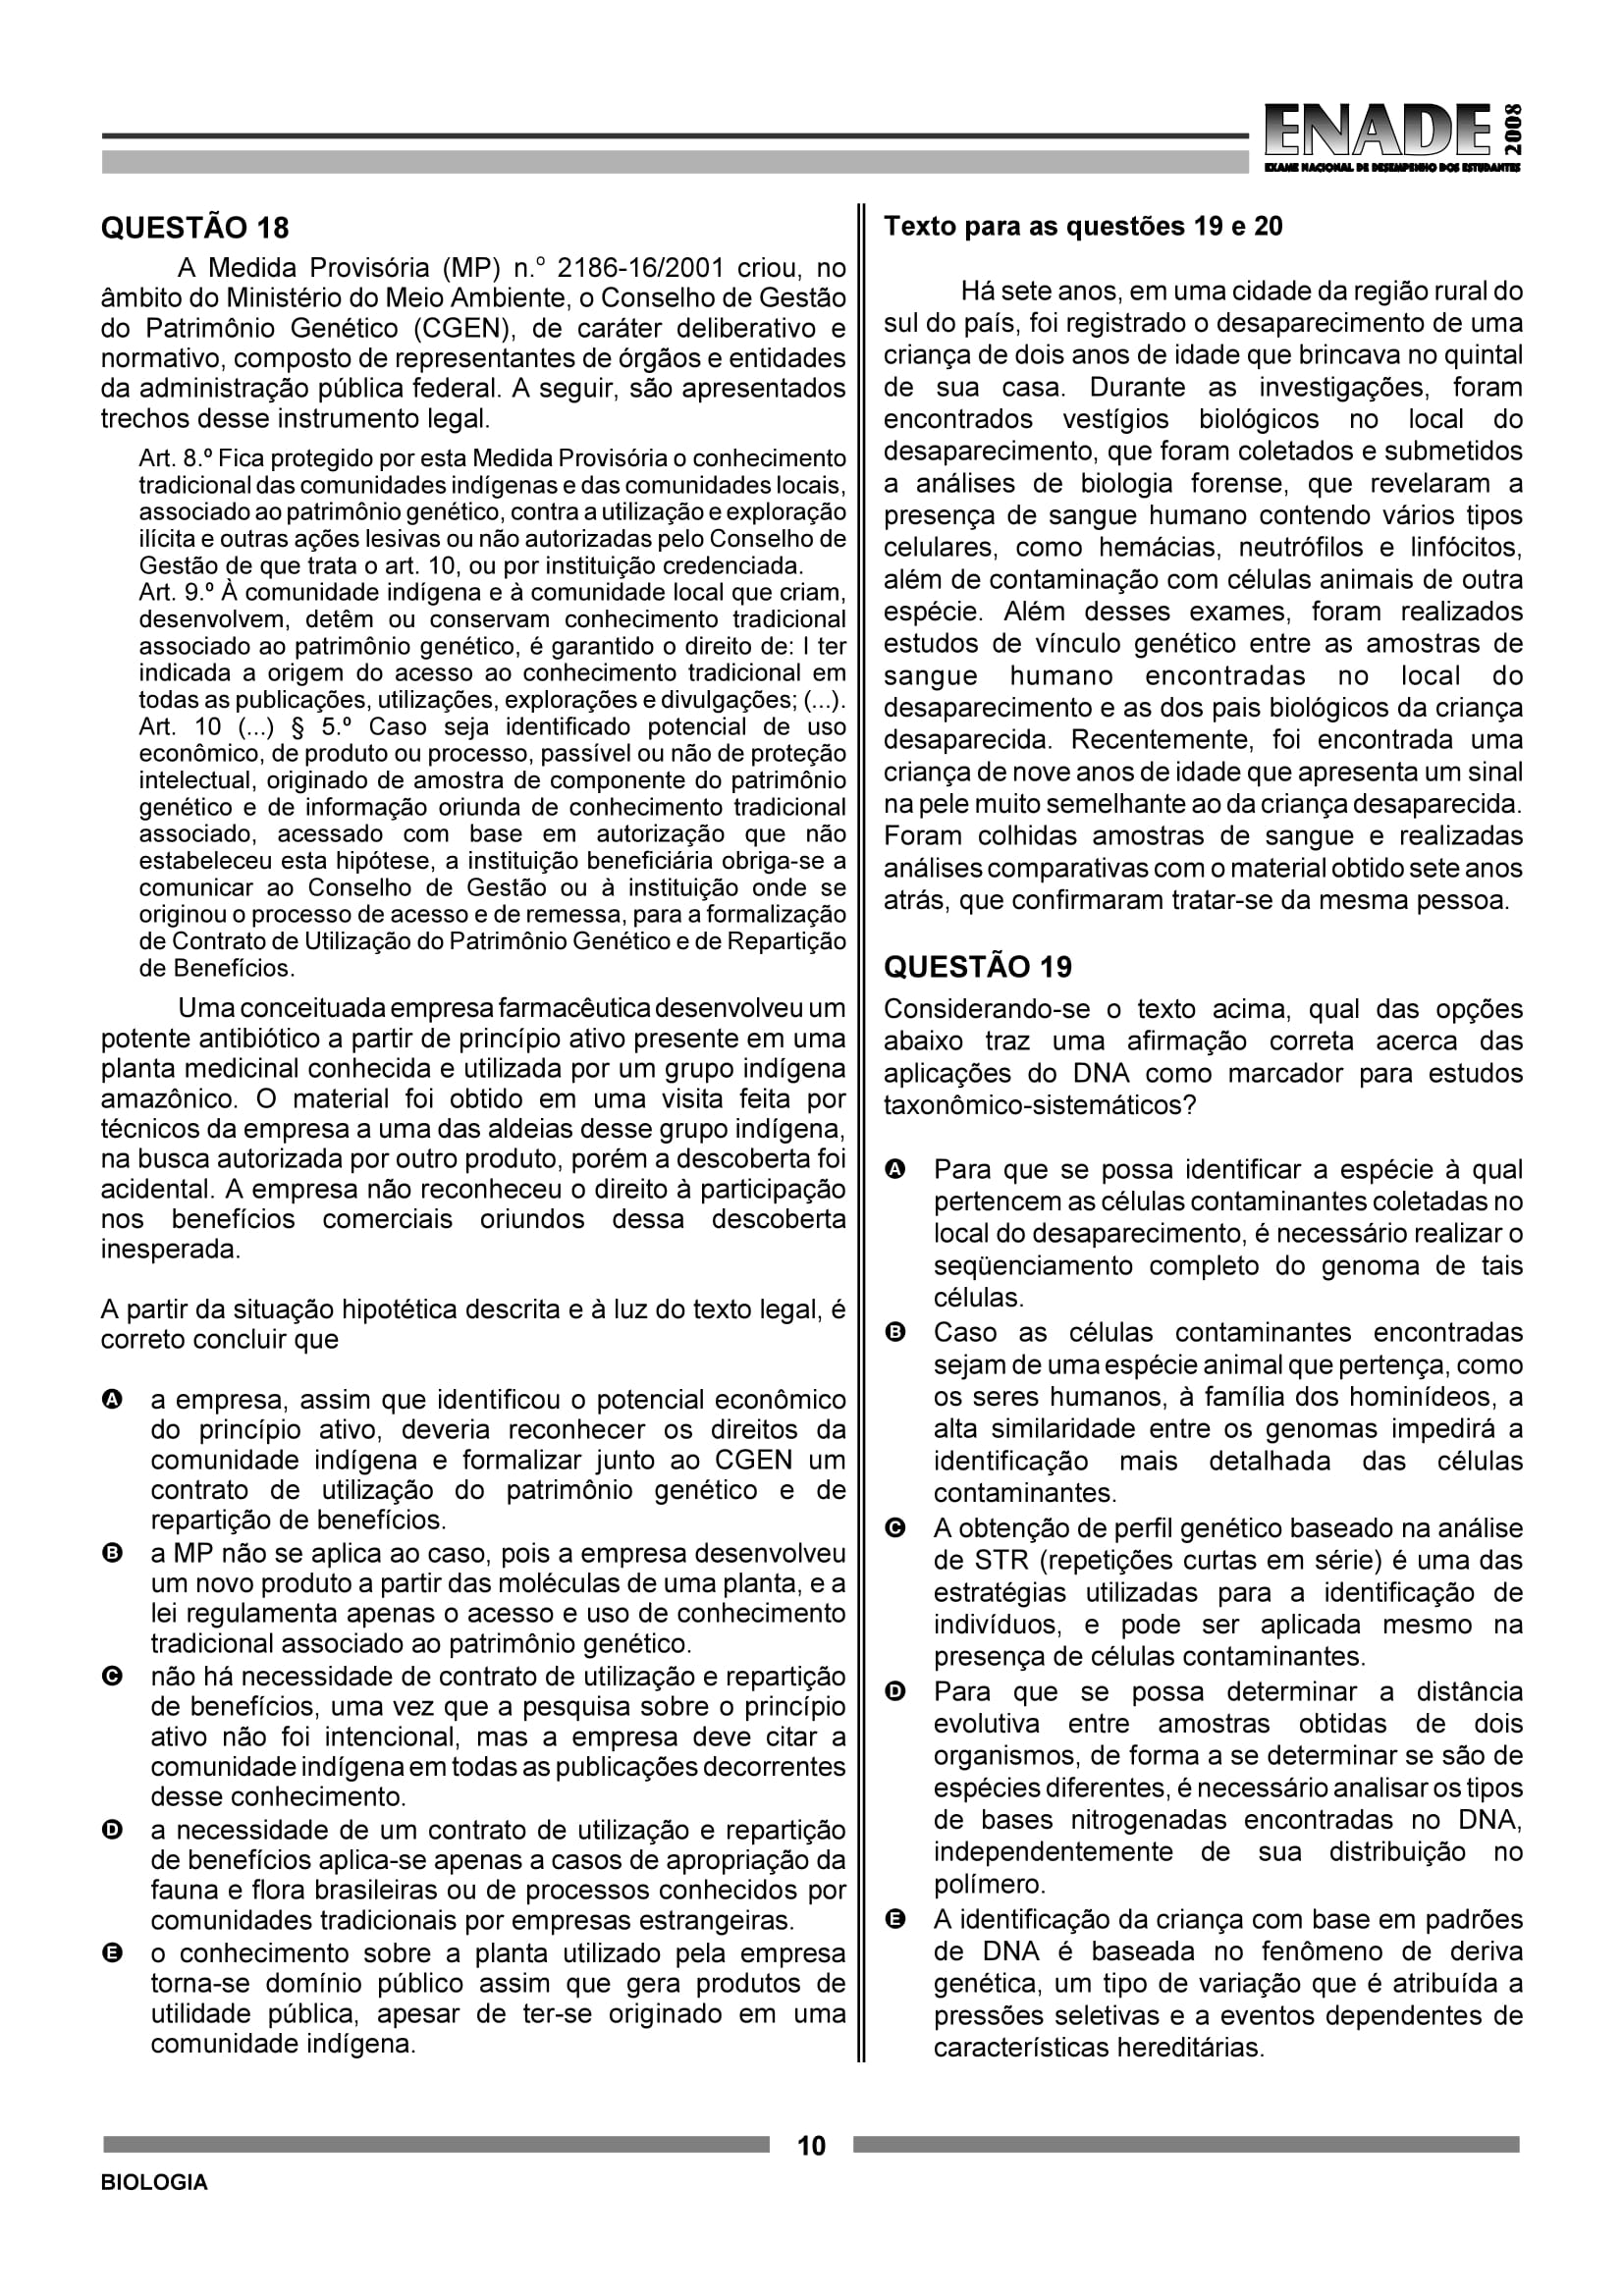 ENADE 2008
EXAME NACIONAL DE DESEMPENHO DOS ESTUDANTES
QUESTÃO 18
A Medida Provisória (MP) n.º 2186-16/2001 criou, no
âmbito do Ministério do Meio Ambiente, o Conselho de Gestão
do Patrimônio Genético (CGEN), de caráter deliberativo e
normativo, composto de representantes de órgãos e entidades
da administração pública federal. A seguir, são apresentados
trechos desse instrumento legal.
Art. 8.º Fica protegido por esta Medida Provisória o conhecimento
tradicional das comunidades indígenas e das comunidades locais,
associado ao patrimônio genético, contra a utilização e exploração
ilícita e outras ações lesivas ou não autorizadas pelo Conselho de
Gestão de que trata o art. 10, ou por instituição credenciada.
Art. 9.º À comunidade indígena e à comunidade local que criam,
desenvolvem, detêm ou conservam conhecimento tradicional
associado ao patrimônio genético, é garantido o direito de: I ter
indicada a origem do acesso ao conhecimento tradicional em
todas as publicações, utilizações, explorações e divulgações; (...).
Art. 10 (...) § 5.º Caso seja identificado potencial de uso
econômico, de produto ou processo, passível ou não de proteção
intelectual, originado de amostra de componente do patrimônio
genético e de informação oriunda de conhecimento tradicional
associado, acessado com base em autorização que não
estabeleceu esta hipótese, a instituição beneficiária obriga-se a
comunicar ao Conselho de Gestão ou à instituição onde se
originou o processo de acesso e de remessa, para a formalização
de Contrato de Utilização do Patrimônio Genético e de Repartição
de Benefícios.
Uma conceituada empresa farmacêutica desenvolveu um
potente antibiótico a partir de princípio ativo presente em uma
planta medicinal conhecida e utilizada por um grupo indígena
amazônico. O material foi obtido em uma visita feita por
técnicos da empresa a uma das aldeias desse grupo indígena,
na busca autorizada por outro produto, porém a descoberta foi
acidental. A empresa não reconheceu o direito à participação
nos benefícios comerciais oriundos dessa descoberta
inesperada.
A partir da situação hipotética descrita e à luz do texto legal, é
correto concluir que
A a empresa, assim que identificou o potencial econômico
do princípio ativo, deveria reconhecer os direitos da
comunidade indígena e formalizar junto ao CGEN um
contrato de utilização do patrimônio genético e de
repartição de benefícios.
B a MP não se aplica ao caso, pois a empresa desenvolveu
um novo produto a partir das moléculas de uma planta, e a
lei regulamenta apenas o acesso e uso de conhecimento
tradicional associado ao patrimônio genético.
C não há necessidade de contrato de utilização e repartição
de benefícios, uma vez que a pesquisa sobre o princípio
ativo não foi intencional, mas a empresa deve citar a
comunidade indígena em todas as publicações decorrentes
desse conhecimento.
D a necessidade de um contrato de utilização e repartição
de benefícios aplica-se apenas a casos de apropriação da
fauna e flora brasileiras ou de processos conhecidos por
comunidades tradicionais por empresas estrangeiras.
E o conhecimento sobre a planta utilizado pela empresa
torna-se domínio público assim que gera produtos de
utilidade pública, apesar de ter-se originado em uma
comunidade indígena.
Texto para as questões 19 e 20
Há sete anos, em uma cidade da região rural do
sul do país, foi registrado o desaparecimento de uma
criança de dois anos de idade que brincava no quintal
de sua casa. Durante as investigações, foram
encontrados vestígios biológicos no local do
desaparecimento, que foram coletados e submetidos
a análises de biologia forense, que revelaram a
presença de sangue humano contendo vários tipos
celulares, como hemácias, neutrófilos e linfócitos,
além de contaminação com células animais de outra
espécie. Além desses exames, foram realizados
estudos de vínculo genético entre as amostras de
sangue humano encontradas no local do
desaparecimento e as dos pais biológicos da criança
desaparecida. Recentemente, foi encontrada uma
criança de nove anos de idade que apresenta um sinal
na pele muito semelhante ao da criança desaparecida.
Foram colhidas amostras de sangue e realizadas
análises comparativas com o material obtido sete anos
atrás, que confirmaram tratar-se da mesma pessoa.
QUESTÃO 19
Considerando-se o texto acima, qual das opções
abaixo traz uma afirmação correta acerca das
aplicações do DNA como marcador para estudos
taxonômico-sistemáticos?
A Para que se possa identificar a espécie à qual
pertencem as células contaminantes coletadas no
local do desaparecimento, é necessário realizar o
seqüenciamento completo do genoma de tais
células.
B Caso as células contaminantes encontradas
sejam de uma espécie animal que pertença, como
os seres humanos, à família dos hominídeos, a
alta similaridade entre os genomas impedirá a
identificação mais detalhada das células
contaminantes.
C A obtenção de perfil genético baseado na análise
de STR (repetições curtas em série) é uma das
estratégias utilizadas para a identificação de
indivíduos, e pode ser aplicada mesmo na
presença de células contaminantes.
D Para que se possa determinar a distância
evolutiva entre amostras obtidas de dois
organismos, de forma a se determinar se são de
espécies diferentes, é necessário analisar os tipos
de bases nitrogenadas encontradas no DNA,
independentemente de sua distribuição no
polímero.
E A identificação da criança com base em padrões
de DNA é baseada no fenômeno de deriva
genética, um tipo de variação que é atribuída a
pressões seletivas e a eventos dependentes de
características hereditárias.
10
BIOLOGIA